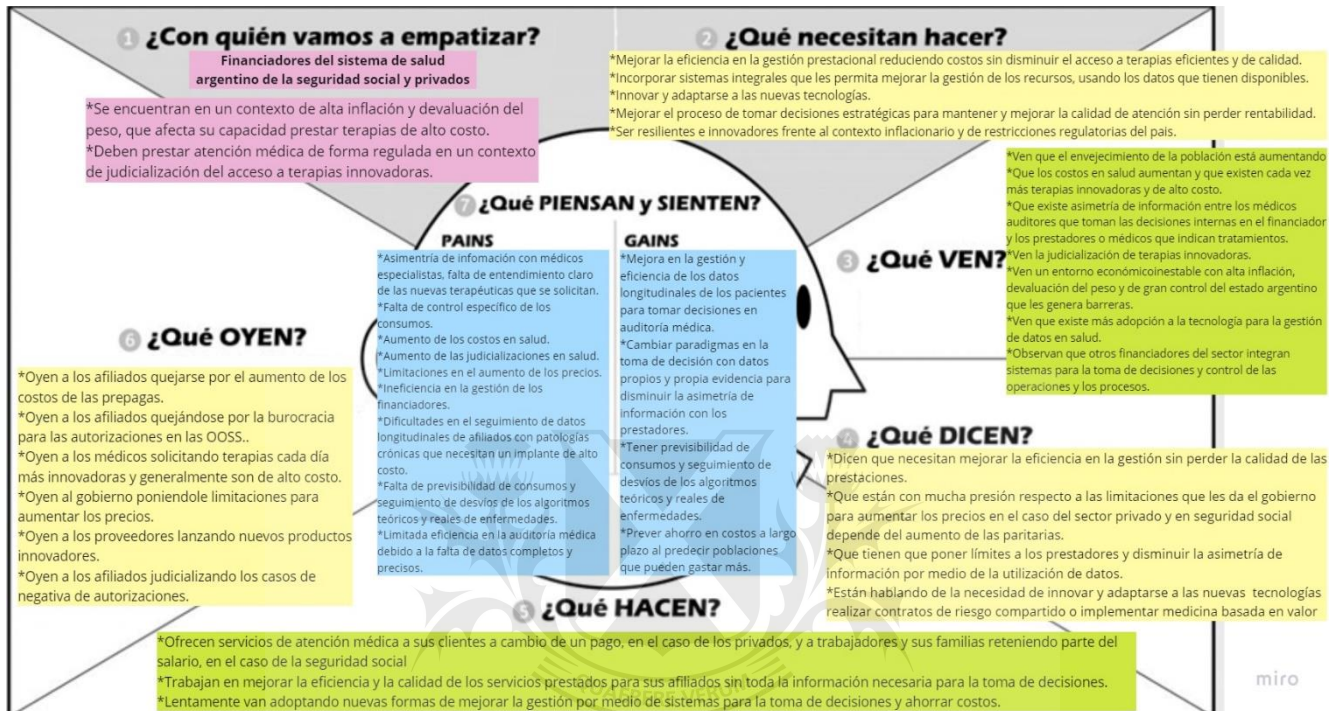 1 ¿Con quién vamos a empatizar?
Financiadores del sistema de salud
argentino de la seguridad social y privados
*Se encuentran en un contexto de alta inflación y devaluación del
peso, que afecta su capacidad prestar terapias de alto costo.
*Deben prestar atención médica de forma regulada en un contexto
de judicialización del acceso a terapias innovadoras.
2 ¿Qué necesitan hacer?
*Mejorar la eficiencia en la gestión prestacional reduciendo costos sin disminuir el acceso a terapias eficientes y de calidad.
*Incorporar sistemas integrales que les permita mejorar la gestión de los recursos, usando los datos que tienen disponibles.
*Innovar y adaptarse a las nuevas tecnologías.
*Mejorar el proceso de tomar decisiones estratégicas para mantener y mejorar la calidad de atención sin perder rentabilidad.
*Ser resilientes e innovadores frente al contexto inflacionario y de restricciones regulatorias del pais.
3 ¿Qué VEN?
*Ven que el envejecimiento de la población está aumentando
*Que los costos en salud aumentan y que existen cada vez
más terapias innovadoras y de alto costo.
*Que existe asimetría de información entre los médicos
auditores que toman las decisiones internas en el financiador
y los prestadores o médicos que indican tratamientos.
*Ven la judicialización de terapias innovadoras.
*Ven un entorno económicoinestable con alta inflación,
devaluación del peso y de gran control del estado argentino
que les genera barreras.
*Ven que existe más adopción a la tecnología para la gestión
de datos en salud.
*Observan que otros financiadores del sector integran
sistemas para la toma de decisiones y control de las
operaciones y los procesos.
4 ¿Qué DICEN?
*Dicen que necesitan mejorar la eficiencia en la gestión sin perder la calidad de las
prestaciones.
*Que están con mucha presión respecto a las limitaciones que les da el gobierno
para aumentar los precios en el caso del sector privado y en seguridad social
depende del aumento de las paritarias.
*Que tienen que poner límites a los prestadores y disminuir la asimetría de
información por medio de la utilización de datos.
*Están hablando de la necesidad de innovar y adaptarse a las nuevas tecnologías
realizar contratos de riesgo compartido o implementar medicina basada en valor
5 ¿Qué HACEN?
*Ofrecen servicios de atención médica a sus clientes a cambio de un pago, en el caso de los privados, y a trabajadores y sus familias reteniendo parte del
salario, en el caso de la seguridad social
*Trabajan en mejorar la eficiencia y la calidad de los servicios prestados para sus afiliados sin toda la información necesaria para la toma de decisiones.
*Lentamente van adoptando nuevas formas de mejorar la gestión por medio de sistemas para la toma de decisiones y ahorrar costos.
6 ¿Qué OYEN?
*Oyen a los afiliados quejarse por el aumento de los
costos de las prepagas.
*Oyen a los afiliados quejándose por la burocracia
para las autorizaciones en las OOSS..
*Oyen a los médicos solicitando terapias cada día
más innovadoras y generalmente son de alto costo.
*Oyen al gobierno poniendole limitaciones para
aumentar los precios.
*Oyen a los proveedores lanzando nuevos productos
innovadores.
*Oyen a los afiliados judicializando los casos de
negativa de autorizaciones.
7 ¿Qué PIENSAN y SIENTEN?
PAINS
*Asimentría de infomación con médicos
especialistas, falta de entendimiento claro
de las nuevas terapéuticas que se solicitan.
*Falta de control específico de los
consumos.
*Aumento de los costos en salud.
*Aumento de las judicializaciones en salud.
*Limitaciones en el aumento de los precios.
*Ineficiencia en la gestión de los
financiadores.
*Dificultades en el seguimiento de datos
longitudinales de afiliados con patologías
crónicas que necesitan un implante de alto
costo.
*Falta de previsibilidad de consumos y
seguimiento de desvíos de los algoritmos
teóricos y reales de enfermedades.
*Limitada eficiencia en la auditoría médica
debido a la falta de datos completos y
precisos.
GAINS
*Mejora en la gestión y
eficiencia de los datos
longitudinales de los pacientes
para tomar decisiones en
auditoría médica.
*Cambiar paradigmas en la
toma de decisión con datos
propios y propia evidencia para
disminuir la asimetría de
información con los
prestadores.
*Tener previsibilidad de
consumos y seguimiento de
desvíos de los algoritmos
teóricos y reales de
enfermedades.
*Prever ahorro en costos a largo
plazo al predecir poblaciones
que pueden gastar más.
QUAERERE VERUM
miro